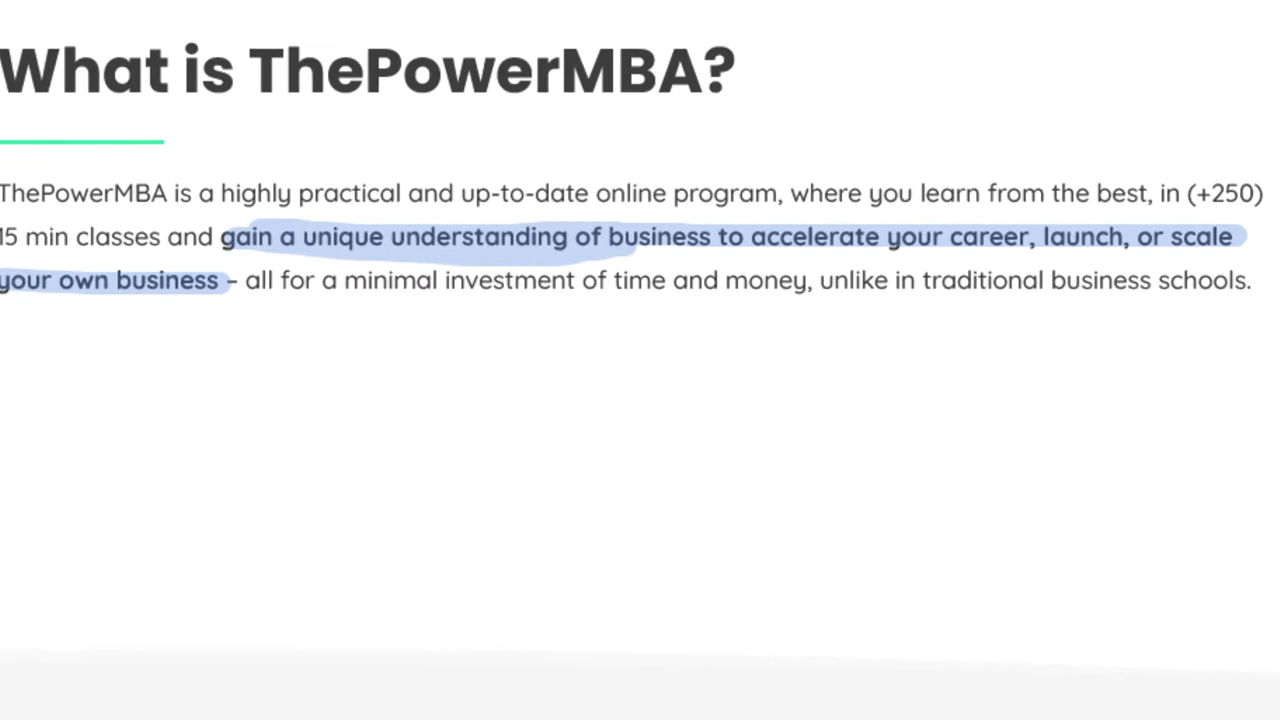 What is ThePowerMBA?
ThePowerMBA is a highly practical and up-to-date online program, where you learn from the best, in (+250)
15 min classes and gain a unique understanding of business to accelerate your career, launch, or scale
your own business – all for a minimal investment of time and money, unlike in traditional business schools.